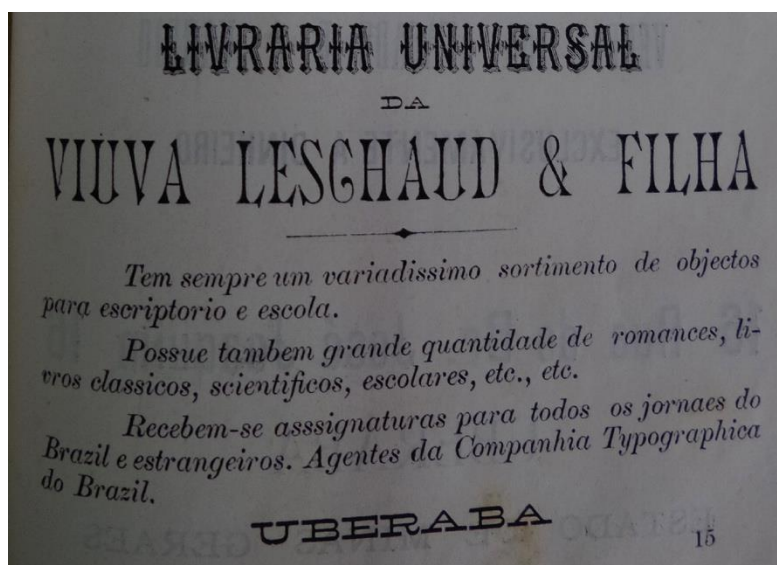 LIVRARIA UNIVERSAL
DA
VIUVA LESCHAUD & FILHA
Tem sempre um variadissimo sortimento de objectos
para escriptorio e escola.
Possue tambem grande quantidade de romances, li-
vros classicos, scientificos, escolares, etc., etc.
Recebem-se asssignaturas para todos os jornaes do
Brazil e estrangeiros. Agentes da Companhia Typographica
do Brazil.
UBERABA
15